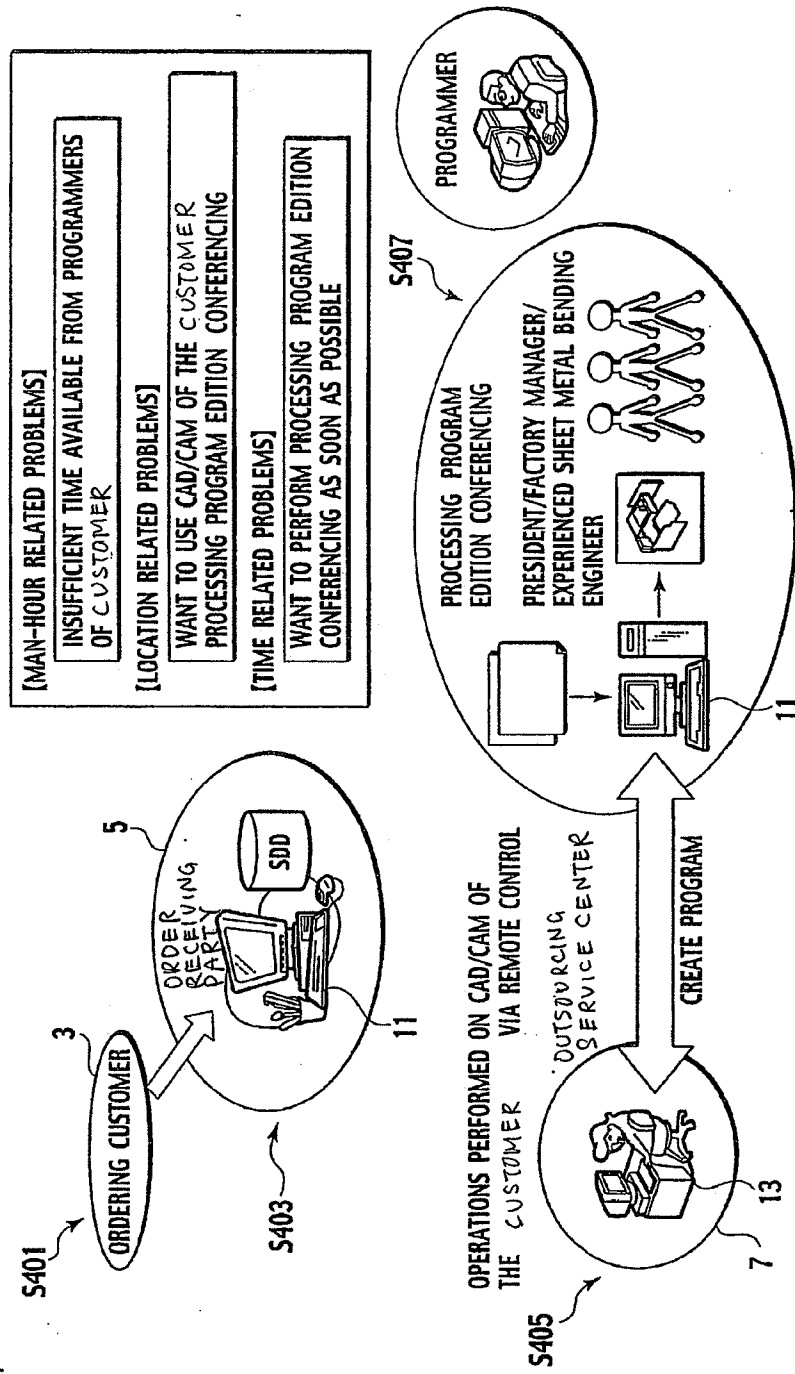 S401
3
ORDERING CUSTOMER
5
ORDER
RECEIVING
PARTY
SDD
11
S403
[MAN-HOUR RELATED PROBLEMS]
INSUFFICIENT TIME AVAILABLE FROM PROGRAMMERS
OF CUSTOMER
[LOCATION RELATED PROBLEMS]
WANT TO USE CAD/CAM OF THE CUSTOMER
PROCESSING PROGRAM EDITION CONFERENCING
[TIME RELATED PROBLEMS]
WANT TO PERFORM PROCESSING PROGRAM EDITION
CONFERENCING AS SOON AS POSSIBLE
OPERATIONS PERFORMED ON CAD/CAM OF
THE CUSTOMER VIA REMOTE CONTROL
OUTSOURCING
SERVICE CENTER
S405
7
13
CREATE PROGRAM
S407
PROCESSING PROGRAM
EDITION CONFERENCING
PRESIDENT/FACTORY MANAGER/
EXPERIENCED SHEET METAL BENDING
ENGINEER
11
PROGRAMMER